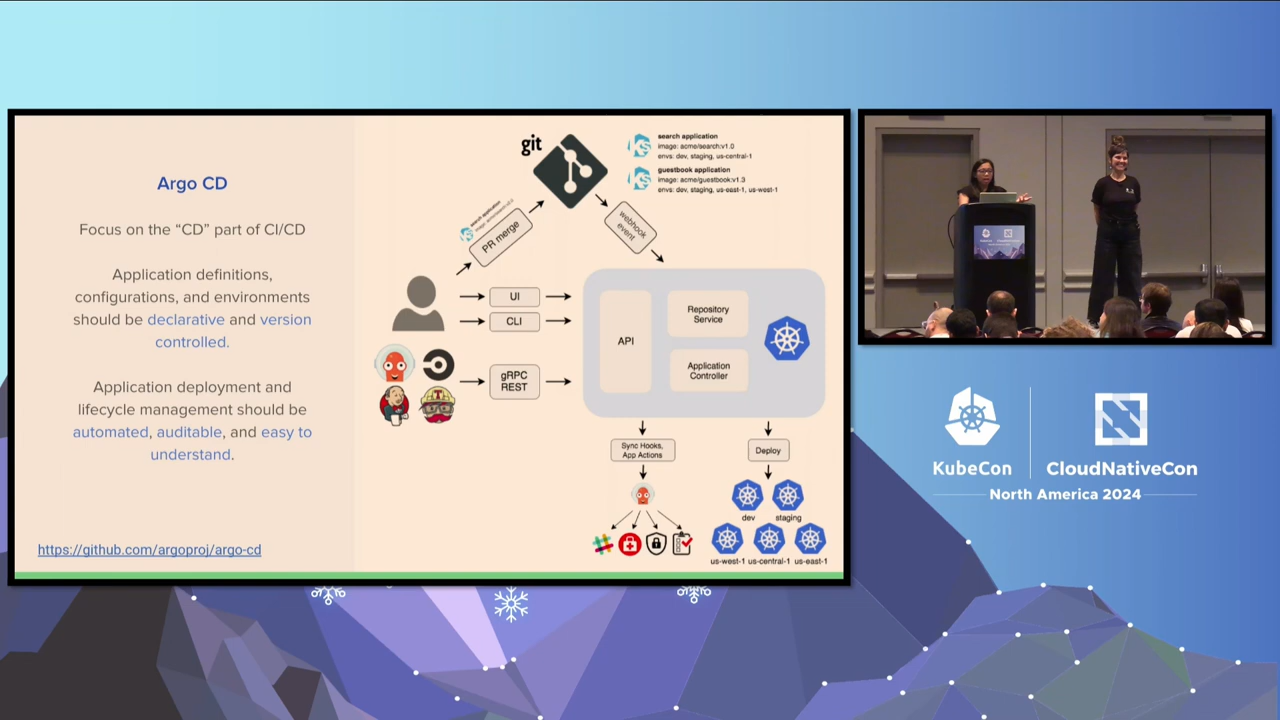 Argo CD
Focus on the “CD” part of CI/CD
Application definitions,
configurations, and environments
should be declarative and version
controlled.
Application deployment and
lifecycle management should be
automated, auditable, and easy to
understand.
https://github.com/argoproj/argo-cd
git
search application
image: acme/search:v1.0
envs: dev, staging, us-central-1
guestbook application
image: acme/guestbook:v1.3
envs: dev, staging, us-east-1, us-west-1
search application
PR merge
webhook
event
UI
CLI
gRPC
REST
API
Repository
Service
Application
Controller
Sync Hooks,
App Actions
Deploy
dev
staging
us-west-1 us-central-1 us-east-1
KubeCon
CloudNativeCon
North America 2024